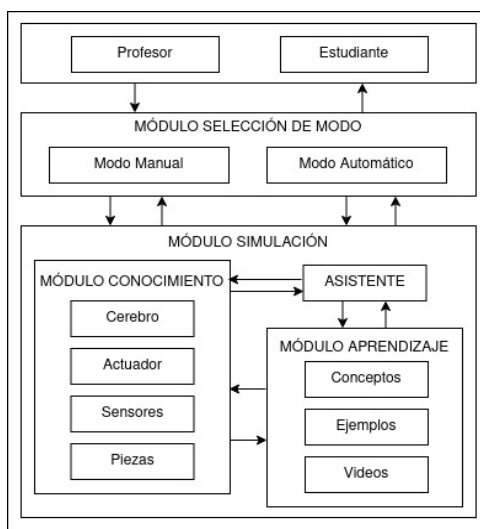 Profesor
Estudiante
MÓDULO SELECCIÓN DE MODO
Modo Manual
Modo Automático
MÓDULO SIMULACIÓN
MÓDULO CONOCIMIENTO
Cerebro
Actuador
Sensores
Piezas
ASISTENTE
MÓDULO APRENDIZAJE
Conceptos
Ejemplos
Videos